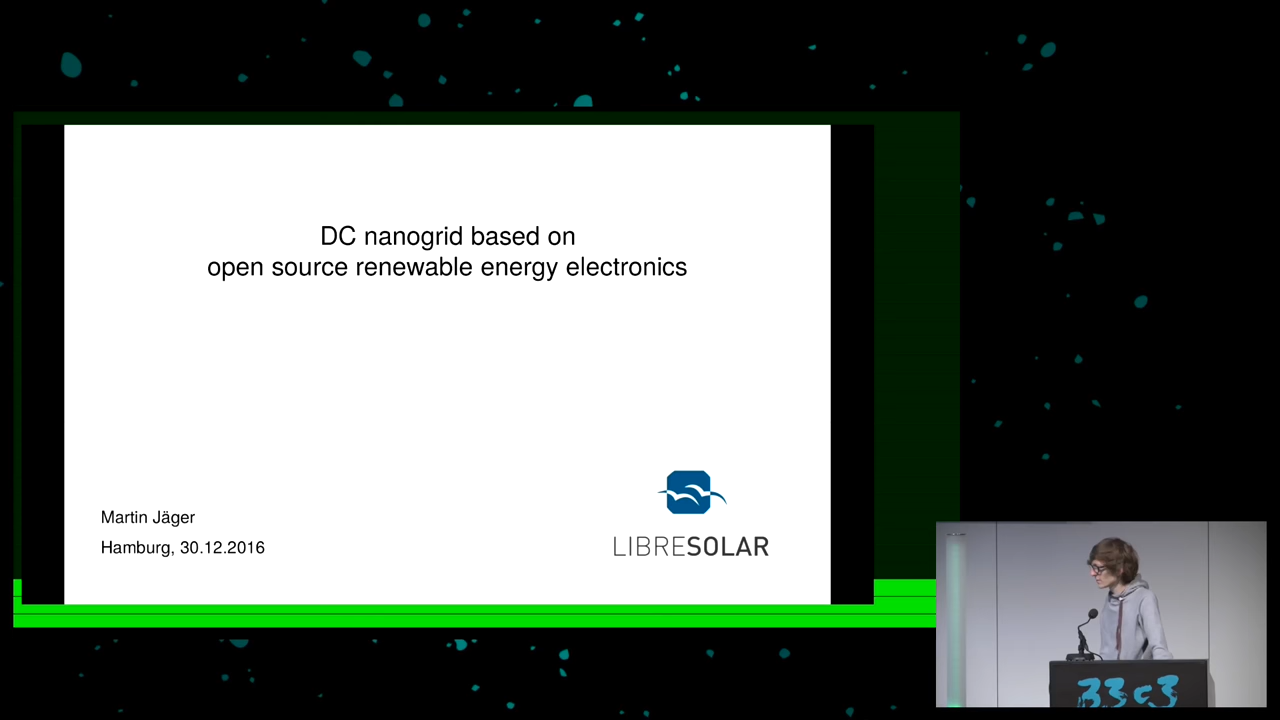 DC nanogrid based on
open source renewable energy electronics
Martin Jäger
Hamburg, 30.12.2016
LIBRESOLAR
33c3